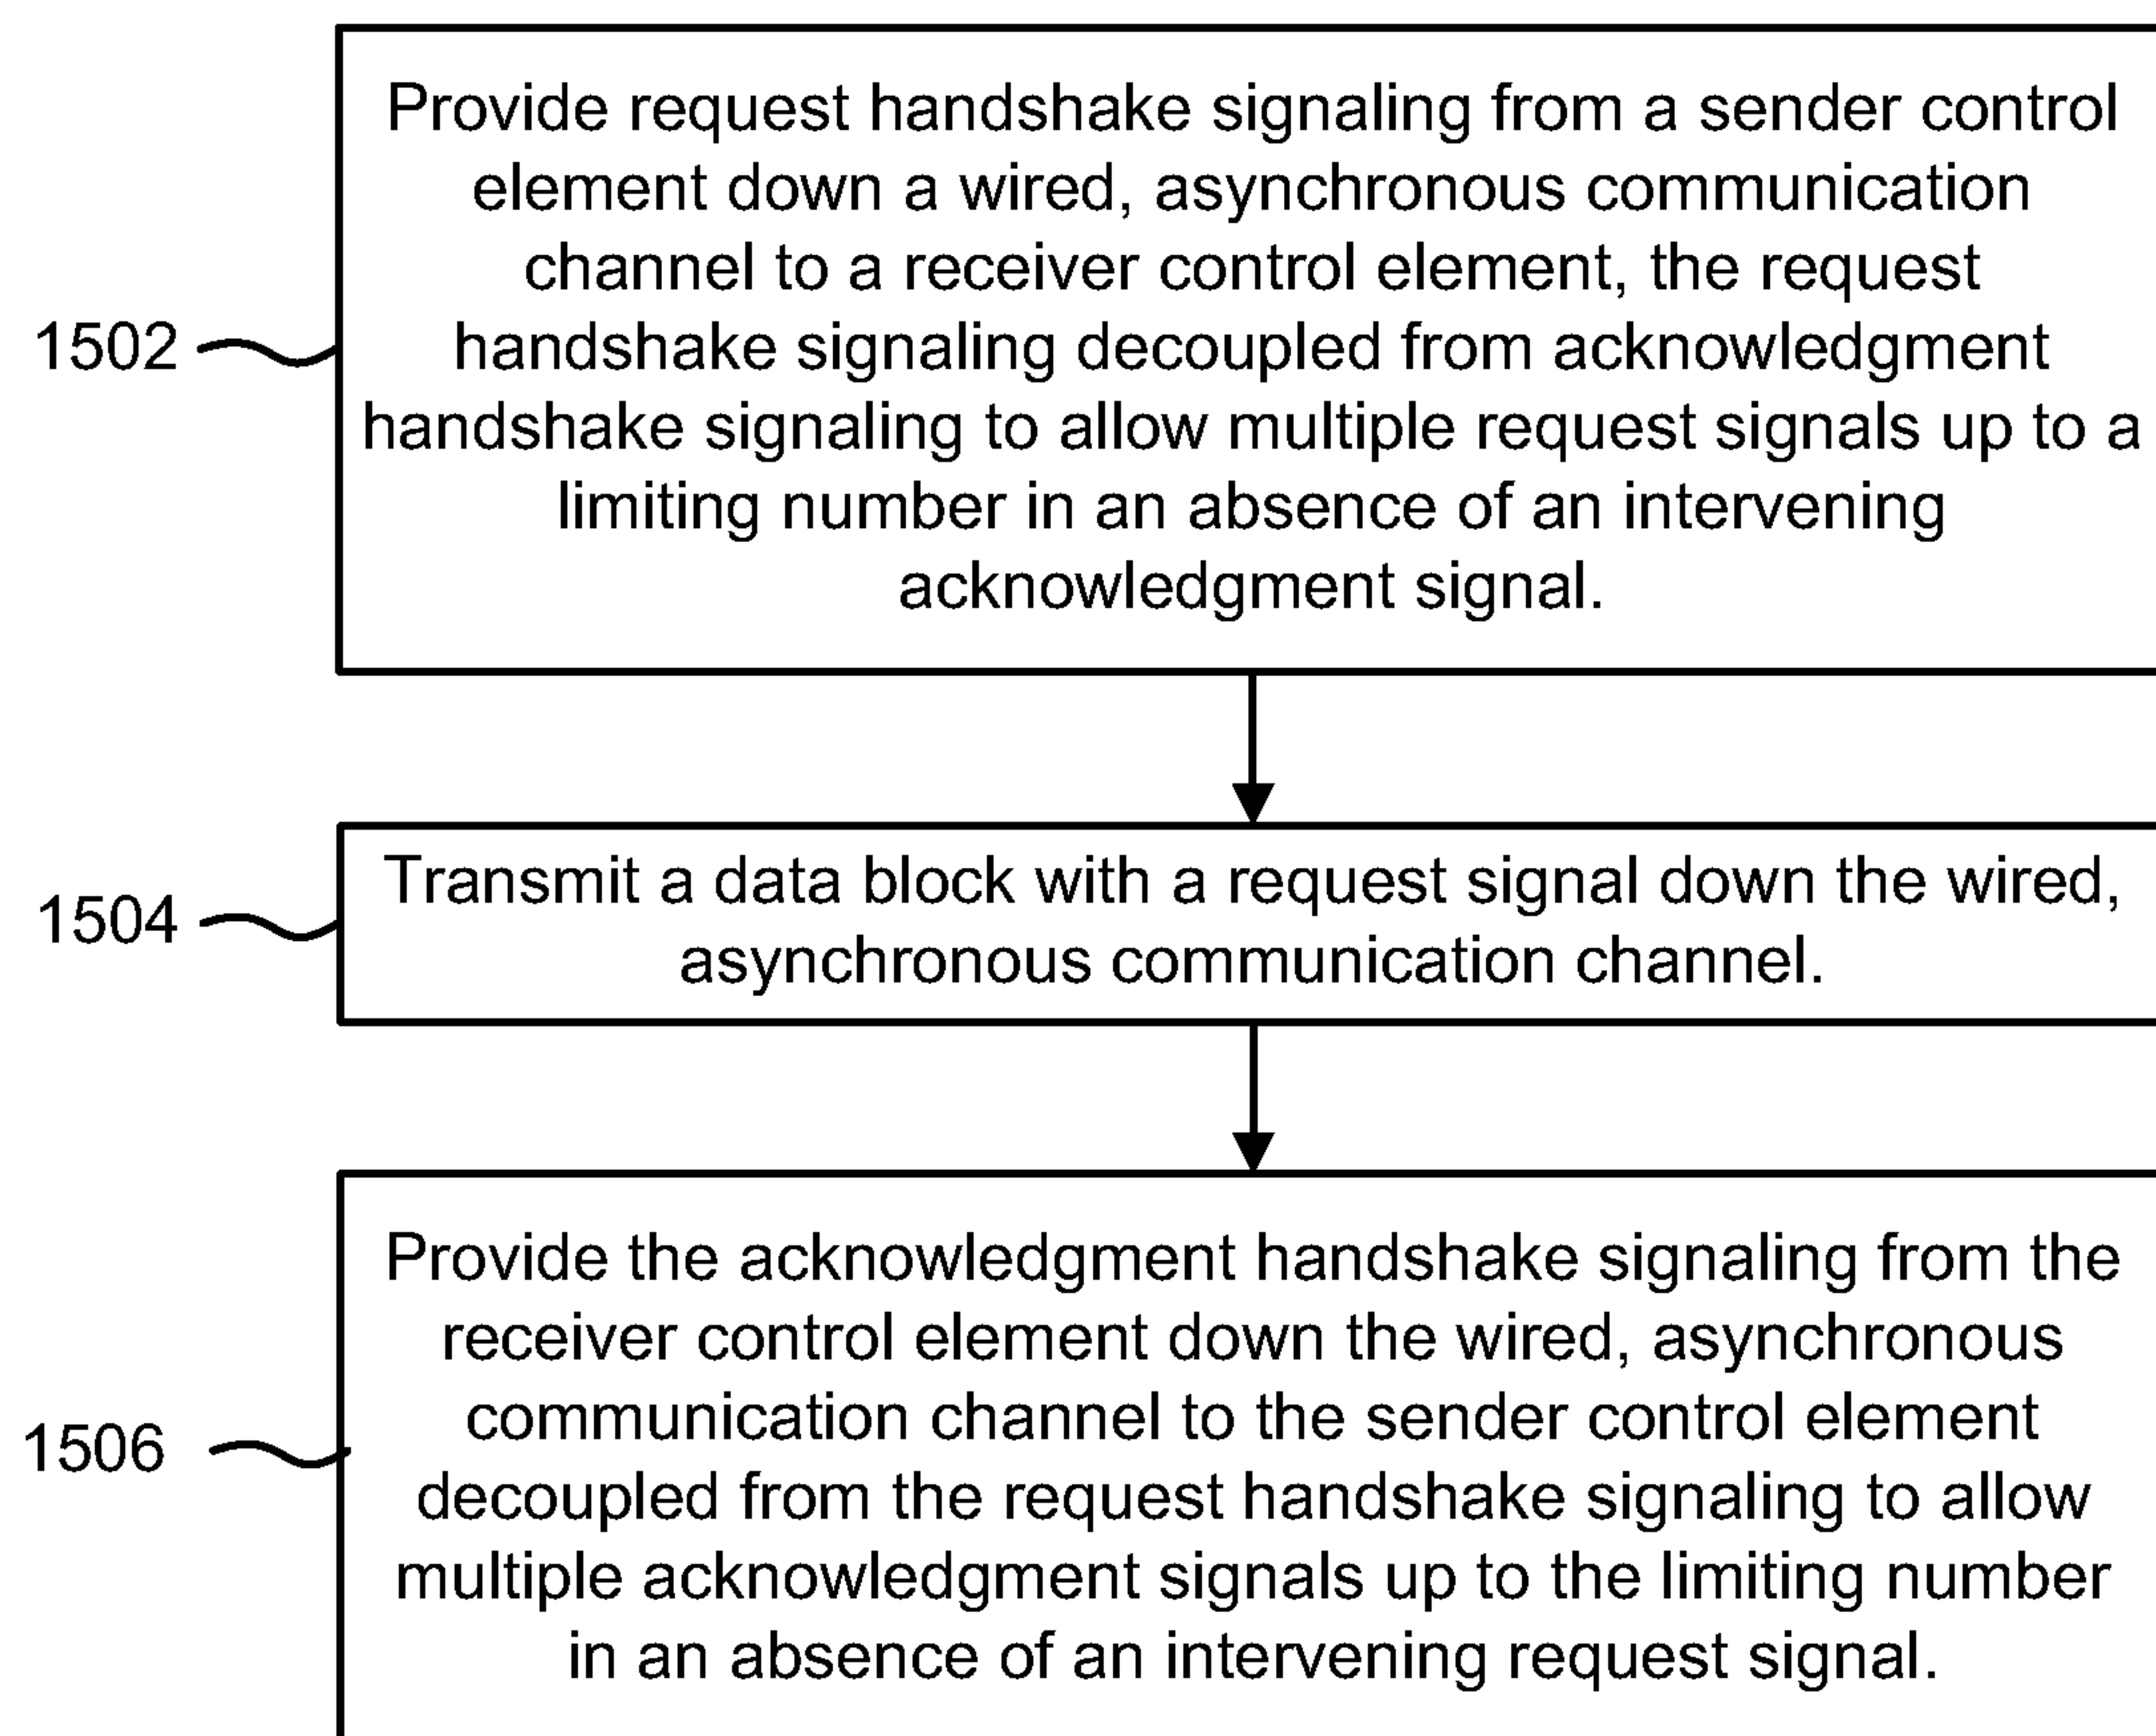 Provide request handshake signaling from a sender control
element down a wired, asynchronous communication
channel to a receiver control element, the request
1502
handshake signaling decoupled from acknowledgment
handshake signaling to allow multiple request signals up to a
limiting number in an absence of an intervening
acknowledgment signal.
Transmit a data block with a request signal down the wired,
1504
asynchronous communication channel.
Provide the acknowledgment handshake signaling from the
receiver control element down the wired, asynchronous
communication channel to the sender control element
1506
decoupled from the request handshake signaling to allow
multiple acknowledgment signals up to the limiting number
in an absence of an intervening request signal.